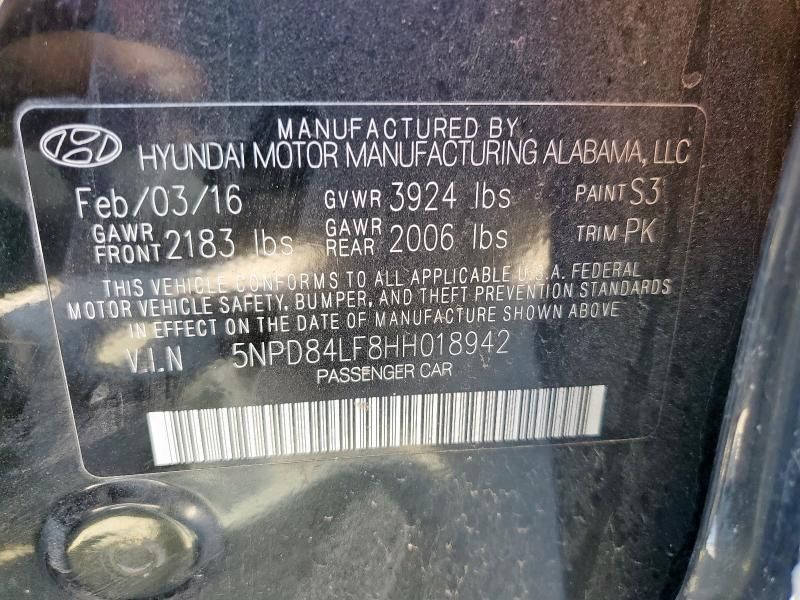 MANUFACTURED BY
HYUNDAI MOTOR MANUFACTURING ALABAMA, LLC
Feb/03/16 GVWR 3924 lbs PAINT S3
GAWR FRONT 2183 lbs GAWR REAR 2006 lbs TRIM PK
THIS VEHICLE CONFORMS TO ALL APPLICABLE U.S.A. FEDERAL
MOTOR VEHICLE SAFETY, BUMPER, AND THEFT PREVENTION STANDARDS
IN EFFECT ON THE DATE OF MANUFACTURE SHOWN ABOVE.
V.I.N 5NPD84LF8HH018942
PASSENGER CAR